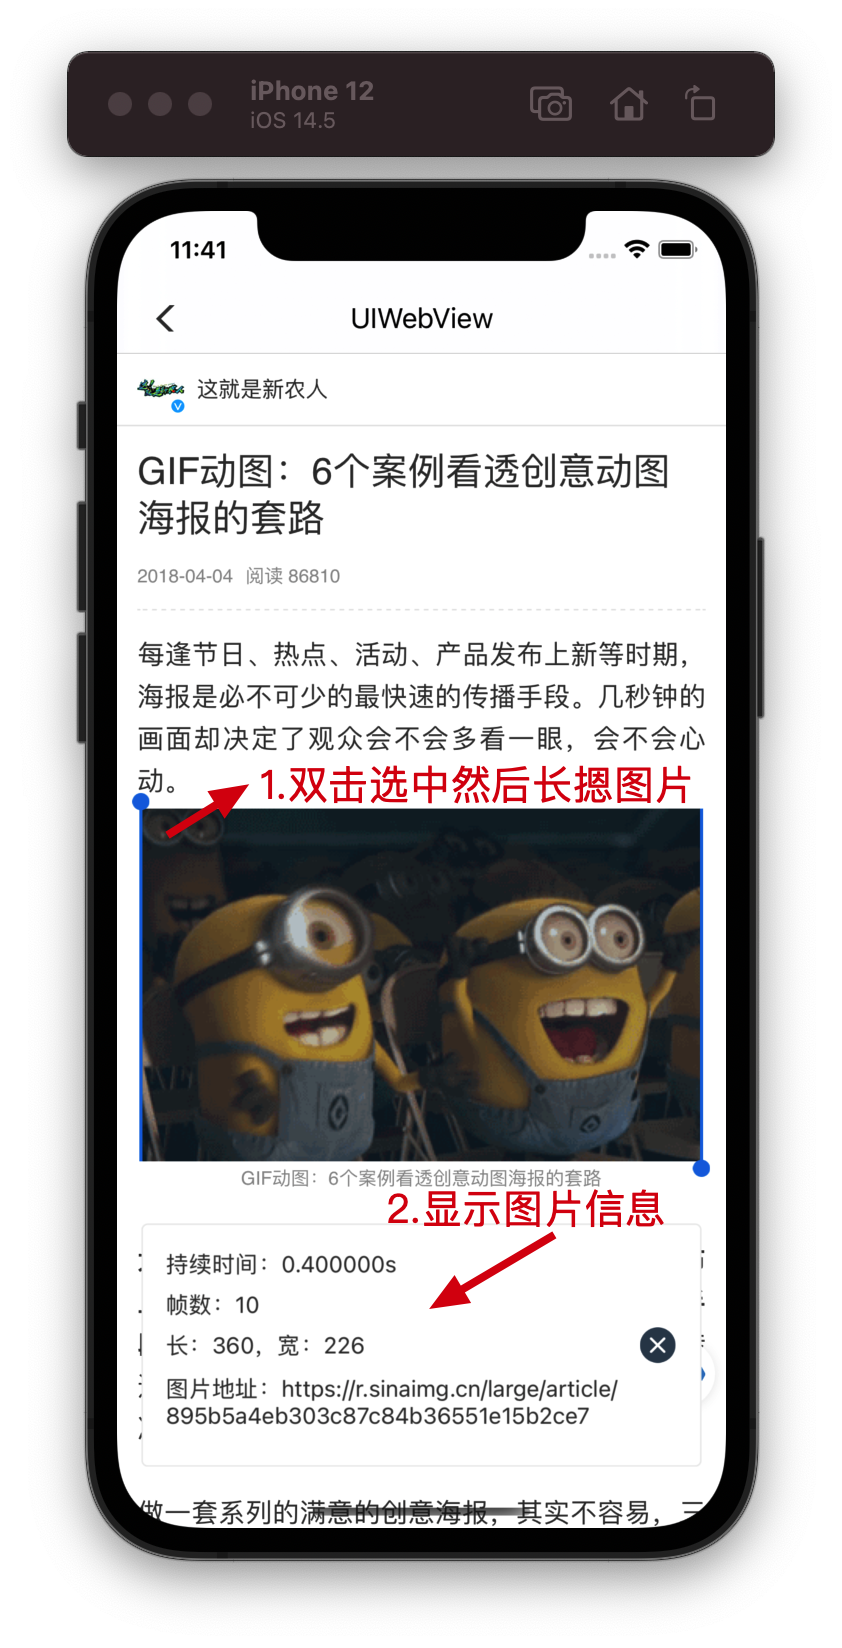 iPhone 12
iOS 14.5
11:41
UIWebView
这就是新农人
GIF动图：6个案例看透创意动图
海报的套路
2018-04-04 阅读 86810
每逢节日、热点、活动、产品发布上新等时期，
海报是必不可少的最快速的传播手段。几秒钟的
画面却决定了观众会不会多看一眼，会不会心
动。
1.双击选中然后长摁图片
GIF动图：6个案例看透创意动图海报的套路
2.显示图片信息
持续时间：0.400000s
帧数：10
长：360，宽：226
图片地址：https://r.sinaimg.cn/large/article/
895b5a4eb303c87c84b36551e15b2ce7
做一套系列的满意的创意海报，其实不容易，三